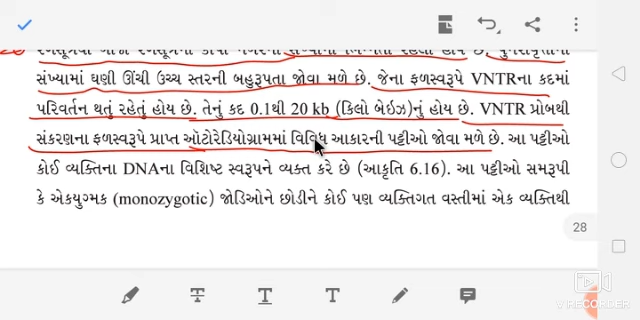 સંખ્યામાં ઘણી ઊંચી ઉચ્ચ સ્તરની બહુરૂપતા જોવા મળે છે. જેના ફળસ્વરૂપે VNTRના કદમાં
પરિવર્તન થતું રહેતું હોય છે. તેનું કદ 0.1થી 20 kb (કિલો બેઇઝ)નું હોય છે. VNTR પ્રોબથી
સંકરણના ફળસ્વરૂપે પ્રાપ્ત ઑટોરેડિયોગ્રામમાં વિવિધ આકારની પટ્ટીઓ જોવા મળે છે. આ પટ્ટીઓ
કોઈ વ્યક્તિના DNAના વિશિષ્ટ સ્વરૂપને વ્યક્ત કરે છે (આકૃતિ 6.16). આ પટ્ટીઓ સમરૂપી
કે એકયુગ્મક (monozygotic) જોડિઓને છોડીને કોઈ પણ વ્યક્તિગત વસ્તીમાં એક વ્યક્તિથી
28
V RECORDER